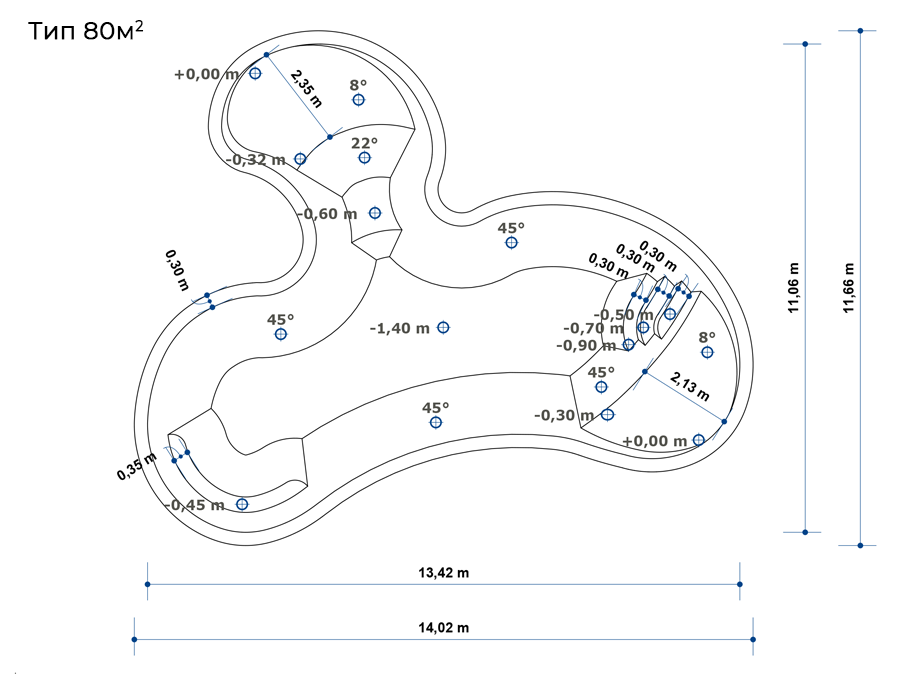 Тип 80м²
+0,00 m
2,35 m
8°
-0,32 m
22°
-0,60 m
45°
0,30 m
0,30 m
0,30 m
0,30 m
-0,50 m
-0,70 m
-0,90 m
45°
-1,40 m
8°
45°
2,13 m
45°
-0,30 m
+0,00 m
0,35 m
-0,45 m
11,06 m
11,66 m
13,42 m
14,02 m